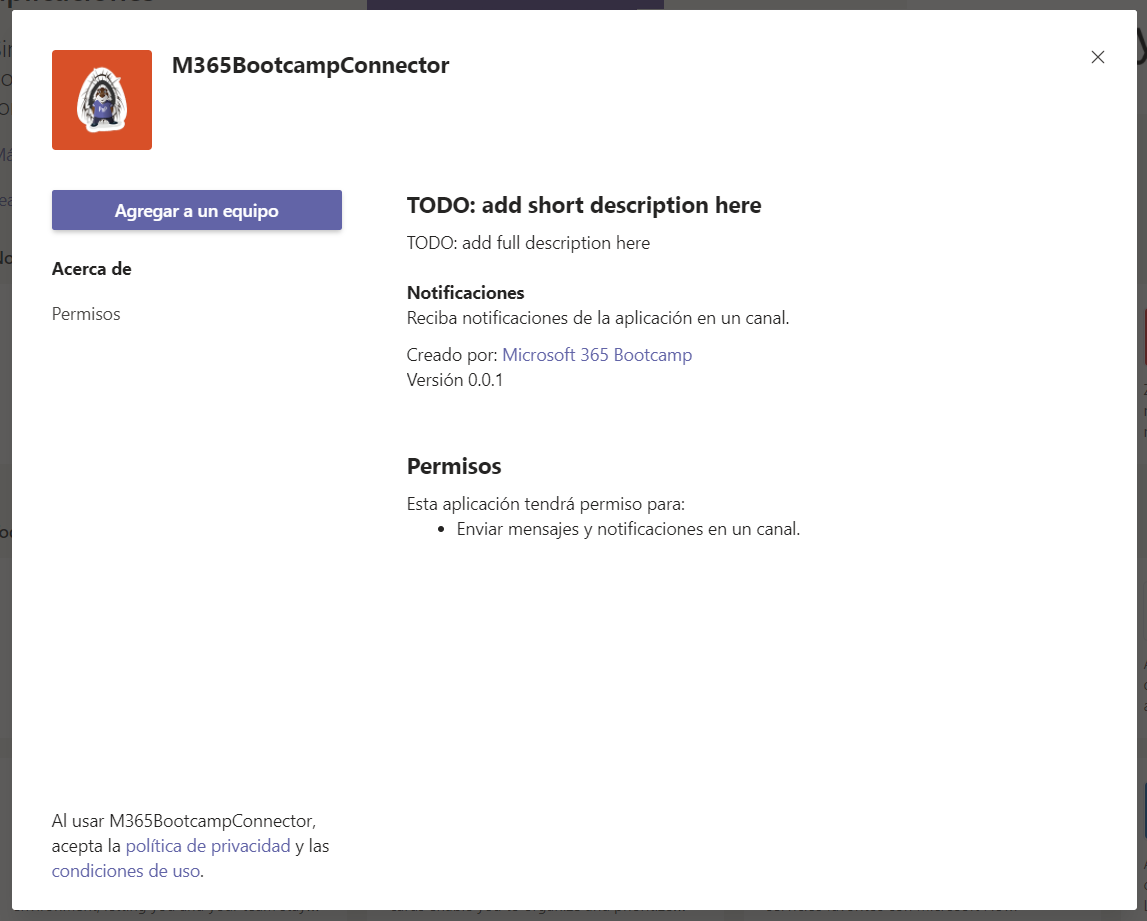 M365BootcampConnector
Agregar a un equipo
Acerca de
Permisos
TODO: add short description here
TODO: add full description here
Notificaciones
Reciba notificaciones de la aplicación en un canal.
Creado por: Microsoft 365 Bootcamp
Versión 0.0.1
Permisos
Esta aplicación tendrá permiso para:
• Enviar mensajes y notificaciones en un canal.
Al usar M365BootcampConnector,
acepta la política de privacidad y las
condiciones de uso.